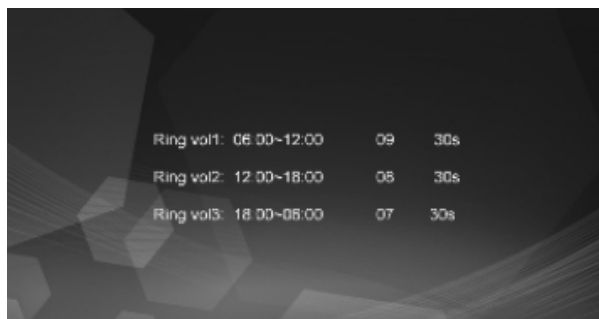 Ring vol1: 06:00~12:00 09 30s
Ring vol2: 12:00~18:00 08 30s
Ring vol3: 18:00~06:00 07 30s